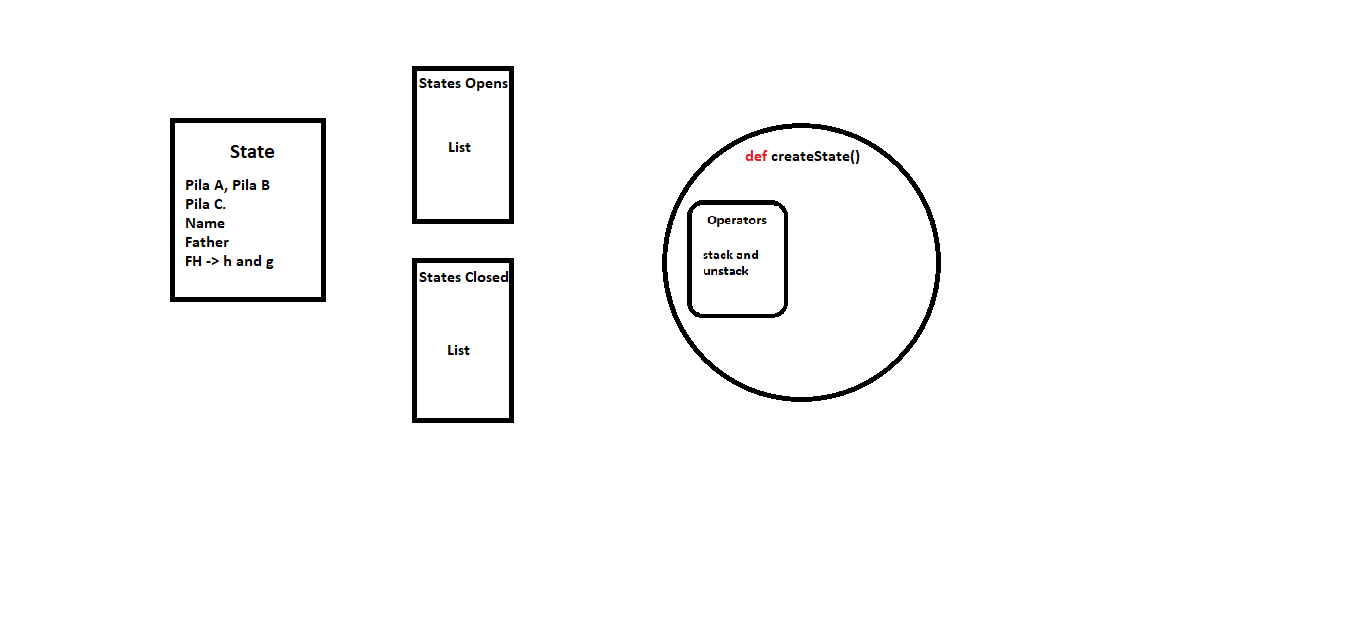 State
Pila A, Pila B
Pila C.
Name
Father
FH -> h and g
States Opens
List
States Closed
List
def createState()
Operators
stack and
unstack